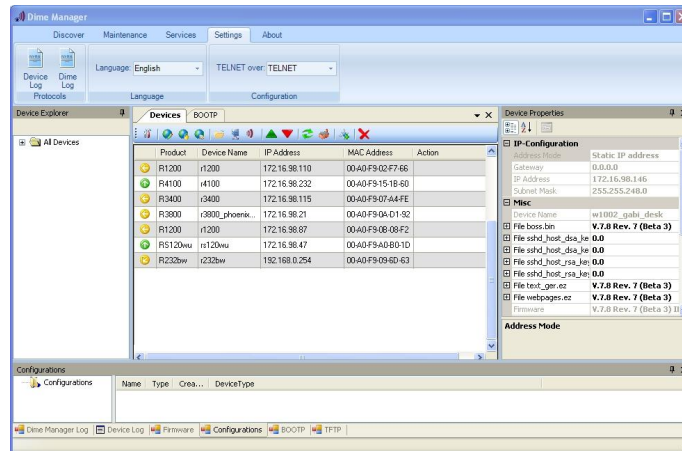 Dime Manager
Discover Maintenance Services Settings About
Device Log
Dime Log
Protocols
Language: English
Language
TELNET over: TELNET
Configuration
Device Explorer
All Devices
Devices BOOTP
Product Device Name IP Address MAC Address Action
R1200 r1200 172.16.98.110 00-A0-F9-02-F7-66
R4100 r4100 172.16.98.232 00-A0-F9-15-1B-60
R3400 r3400 172.16.98.115 00-A0-F9-07-A4-FE
R3800 r3800_phoenix... 172.16.98.21 00-A0-F9-0A-D1-92
R1200 r1200 172.16.98.87 00-A0-F9-0B-08-F2
RS120wu rs120wu 172.16.98.47 00-A0-F9-A0-B0-1D
R232bw r232bw 192.168.0.254 00-A0-F9-09-6D-63
Device Properties
IP-Configuration
Address Mode Static IP address
Gateway 0.0.0.0
IP Address 172.16.98.146
Subnet Mask 255.255.248.0
Misc
Device Name w1002_gabi_desk
File boss.bin V.7.8 Rev. 7 (Beta 3)
File sshd_host_dsa_ke 0.0
File sshd_host_dsa_key 0.0
File sshd_host_rsa_ke 0.0
File sshd_host_rsa_key 0.0
File text_ger.ez V.7.8 Rev. 7 (Beta 3)
File webpages.ez V.7.8 Rev. 7 (Beta 3)
Firmware V.7.8 Rev. 7 (Beta 3)
Address Mode
Configurations
Configurations
Name Type Crea... DeviceType
Dime Manager Log Device Log Firmware Configurations BOOTP TFTP